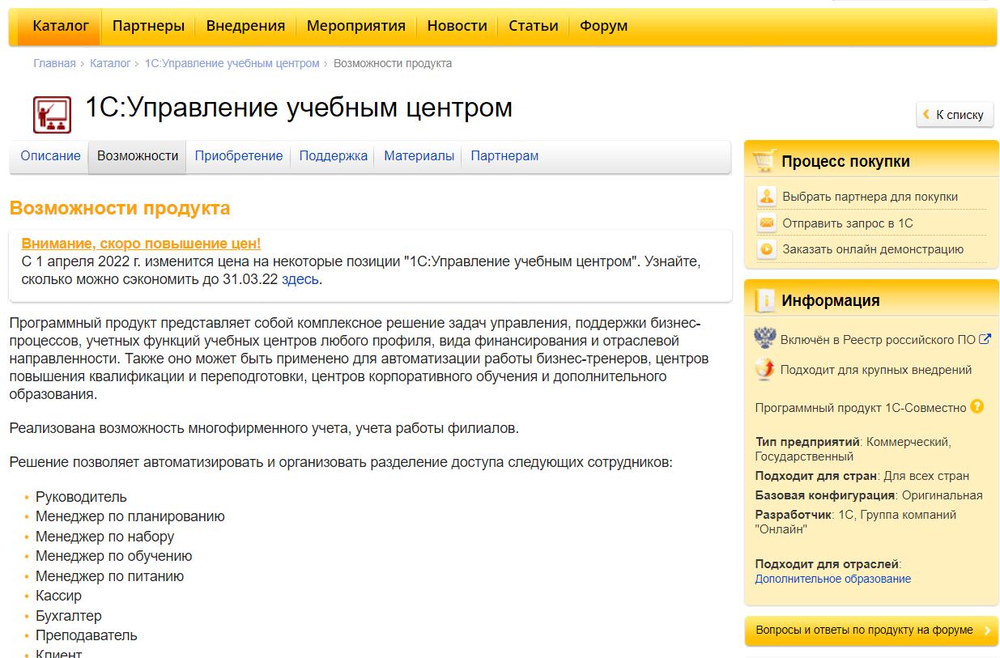 Каталог Партнеры Внедрения Мероприятия Новости Статьи Форум
Главная › Каталог › 1С:Управление учебным центром › Возможности продукта
1С:Управление учебным центром
К списку
Описание Возможности Приобретение Поддержка Материалы Партнерам
Возможности продукта
Внимание, скоро повышение цен!
С 1 апреля 2022 г. изменится цена на некоторые позиции "1С:Управление учебным центром". Узнайте,
сколько можно сэкономить до 31.03.22 здесь.
Программный продукт представляет собой комплексное решение задач управления, поддержки бизнес-
процессов, учетных функций учебных центров любого профиля, вида финансирования и отраслевой
направленности. Также оно может быть применено для автоматизации работы бизнес-тренеров, центров
повышения квалификации и переподготовки, центров корпоративного обучения и дополнительного
образования.
Реализована возможность многофирменного учета, учета работы филиалов.
Решение позволяет автоматизировать и организовать разделение доступа следующих сотрудников:
Руководитель
Менеджер по планированию
Менеджер по набору
Менеджер по обучению
Менеджер по питанию
Кассир
Бухгалтер
Преподаватель
Клиент
Процесс покупки
Выбрать партнера для покупки
Отправить запрос в 1С
Заказать онлайн демонстрацию
Информация
Включён в Реестр российского ПО
Подходит для крупных внедрений
Программный продукт 1С-Совместно ?
Тип предприятий: Коммерческий,
Государственный
Подходит для стран: Для всех стран
Базовая конфигурация: Оригинальная
Разработчик: 1С, Группа компаний
"Онлайн"
Подходит для отраслей:
Дополнительное образование
Вопросы и ответы по продукту на форуме